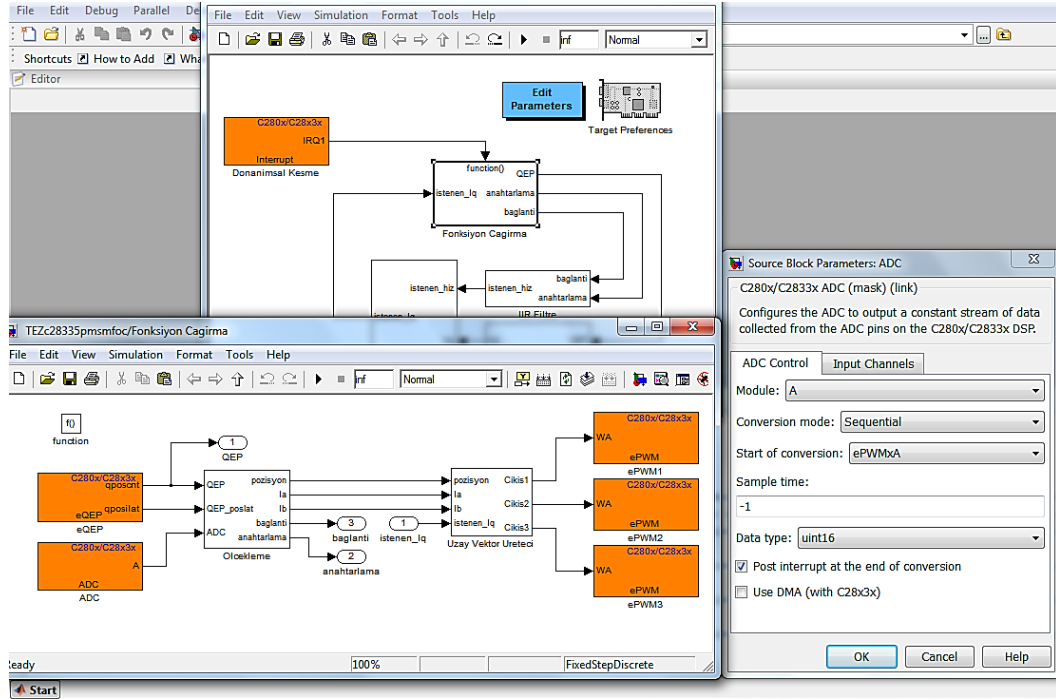 File Edit Debug Parallel De
Shortcuts How to Add Wha
Editor
File Edit View Simulation Format Tools Help
inf Normal
Edit
Parameters
Target Preferences
C280x/C28x3x
IRQ1
Interrupt
Donanimsal Kesme
function()
QEP
istenen_Iq anahtarlama
baglanti
Fonksiyon Cagirma
istenen_hiz
istenen_hiz
baglanti
anahtarlama
IIR Filtre
TEZc28335pmsmfoc/Fonksiyon Cagirma
File Edit View Simulation Format Tools Help
inf Normal
f()
function
1
QEP
C280x/C28x3x
qposcnt
qposilat
eQEP
eQEP
C280x/C28x3x
A
ADC
ADC
QEP
QEP_poslat
ADC
pozisyon
Ia
Ib
baglanti
anahtarlama
Olcekleme
3
baglanti
2
anahtarlama
1
istenen_Iq
pozisyon
Ia
Ib
istenen_Iq
Cikis1
Cikis2
Cikis3
Uzay Vektor Ureteci
C280x/C28x3x
WA
ePWM
ePWM1
C280x/C28x3x
WA
ePWM
ePWM2
C280x/C28x3x
WA
ePWM
ePWM3
Ready 100% FixedStepDiscrete
Start
Source Block Parameters: ADC
C280x/C2833x ADC (mask) (link)
Configures the ADC to output a constant stream of data
collected from the ADC pins on the C280x/C2833x DSP.
ADC Control Input Channels
Module: A
Conversion mode: Sequential
Start of conversion: ePWMxA
Sample time:
-1
Data type: uint16
Post interrupt at the end of conversion
Use DMA (with C28x3x)
OK Cancel Help